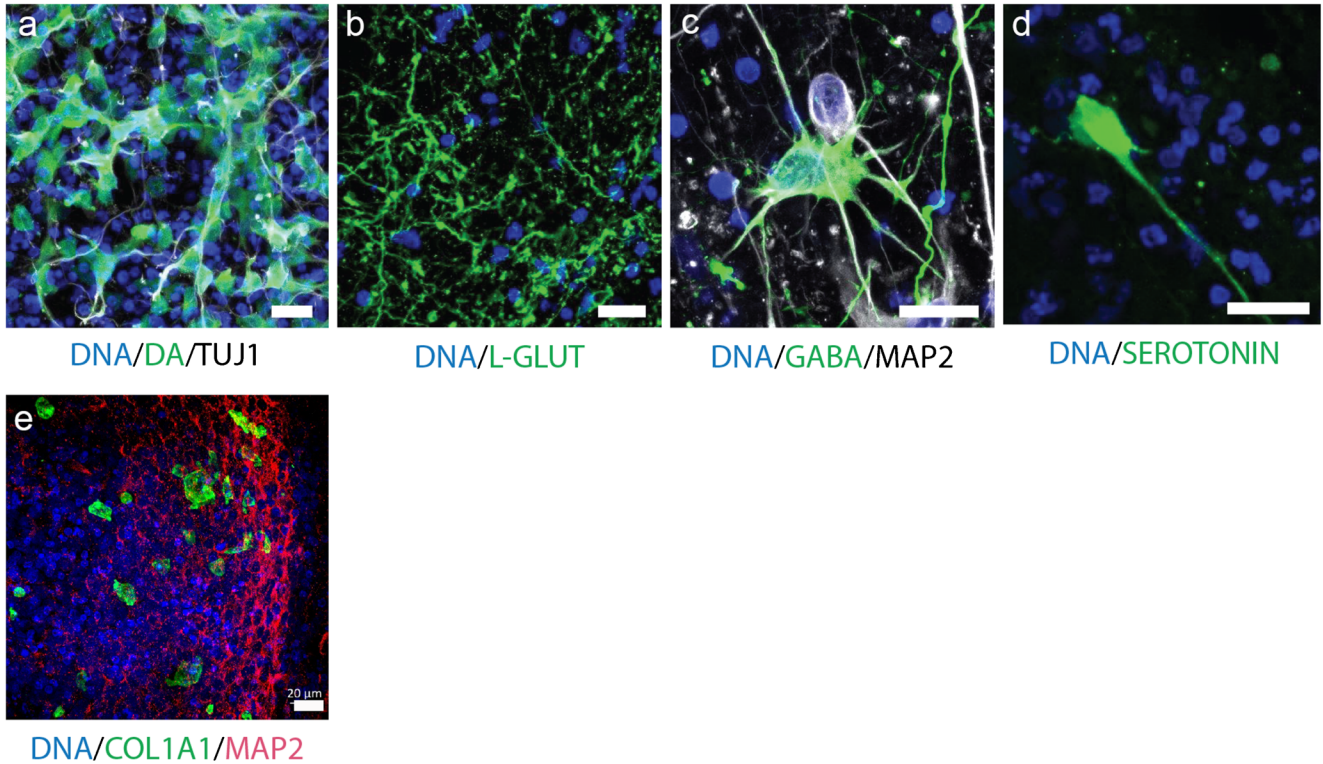 a
b
c
d
DNA/DA/TUJ1
DNA/L-GLUT
DNA/GABA/MAP2
DNA/SEROTONIN
e
20 µm
DNA/COL1A1/MAP2